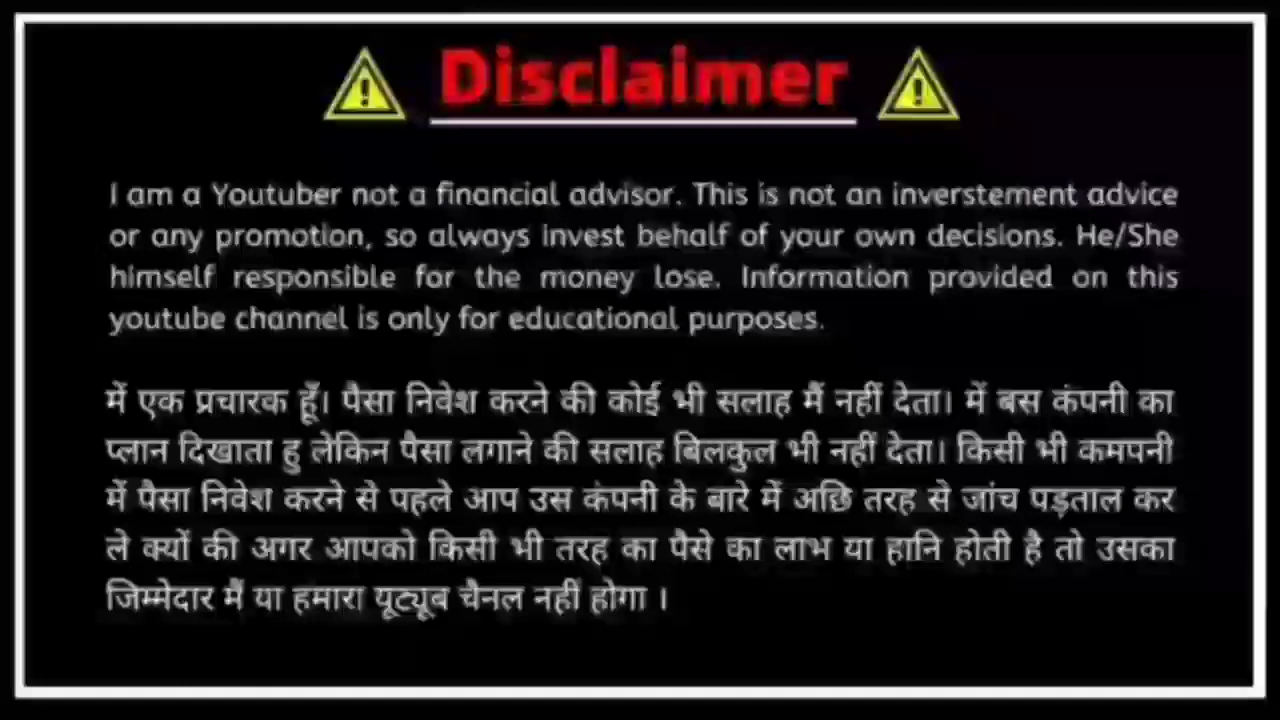 Disclaimer
I am a Youtuber not a financial advisor. This is not an inverstement advice
or any promotion, so always invest behalf of your own decisions. He/She
himself responsible for the money lose. Information provided on this
youtube channel is only for educational purposes.
में एक प्रचारक हूँ। पैसा निवेश करने की कोई भी सलाह मैं नहीं देता। में बस कंपनी का
प्लान दिखाता हु लेकिन पैसा लगाने की सलाह बिलकुल भी नहीं देता। किसी भी कमपनी
में पैसा निवेश करने से पहले आप उस कंपनी के बारे में अछि तरह से जांच पड़ताल कर
ले क्यों की अगर आपको किसी भी तरह का पैसे का लाभ या हानि होती है तो उसका
जिम्मेदार मैं या हमारा यूट्यूब चैनल नहीं होगा ।